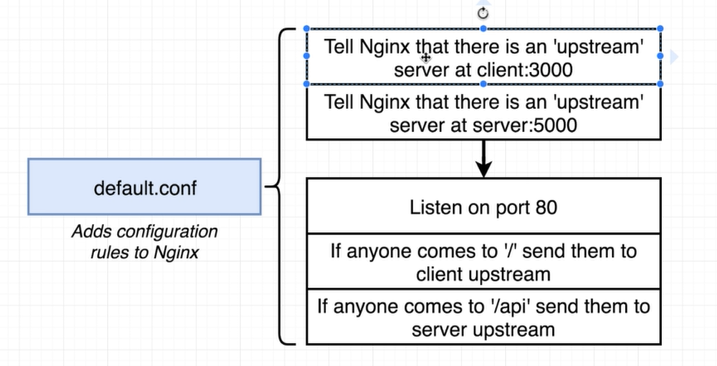 Tell Nginx that there is an 'upstream'
server at client:3000
Tell Nginx that there is an 'upstream'
server at server:5000
default.conf
Adds configuration
rules to Nginx
Listen on port 80
If anyone comes to '/' send them to
client upstream
If anyone comes to '/api' send them to
server upstream